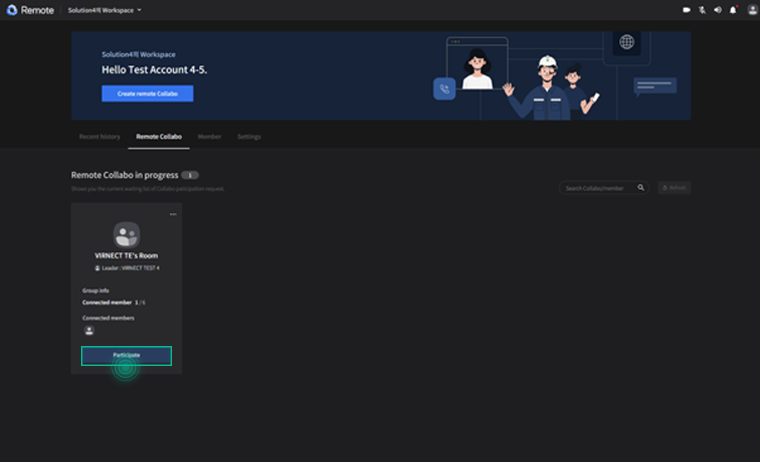 Remote
Solution4팀 Workspace
Solution4팀 Workspace
Hello Test Account 4-5.
Create remote Collabo
Recent history
Remote Collabo
Member
Settings
Remote Collabo in progress 1
Shows you the current waiting list of Collabo participation request.
Search Collabo/member
Refresh
VIRNECT TE's Room
Leader : VIRNECT TEST 4
Group info
Connected member 1 / 6
Connected members
Participate